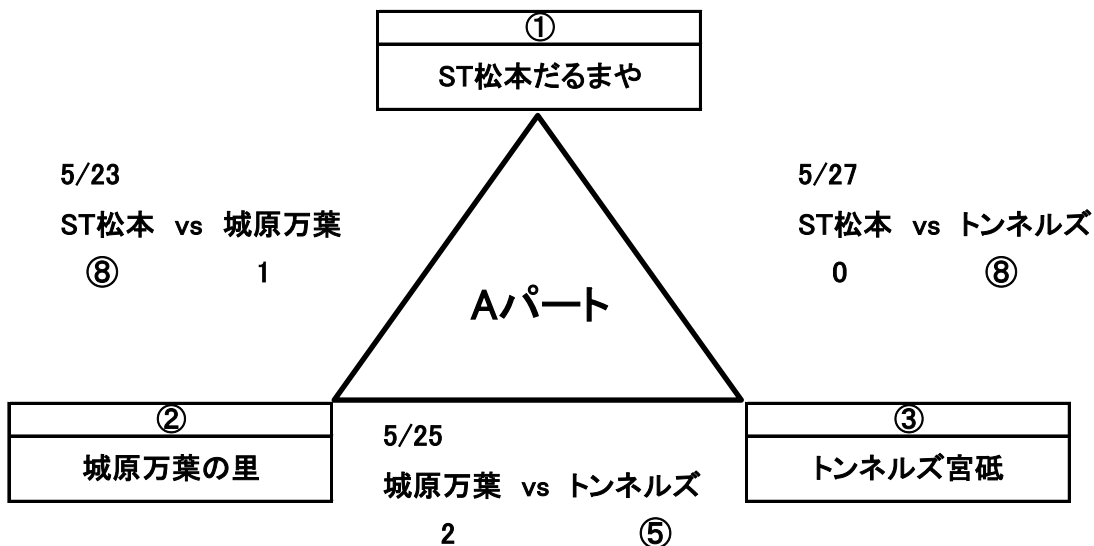 ①
ST松本だるまや
5/23
ST松本 vs 城原万葉
⑧ 1
5/27
ST松本 vs トンネルズ
0 ⑧
Aパート
②
城原万葉の里
5/25
城原万葉 vs トンネルズ
2 ⑤
③
トンネルズ宮砥